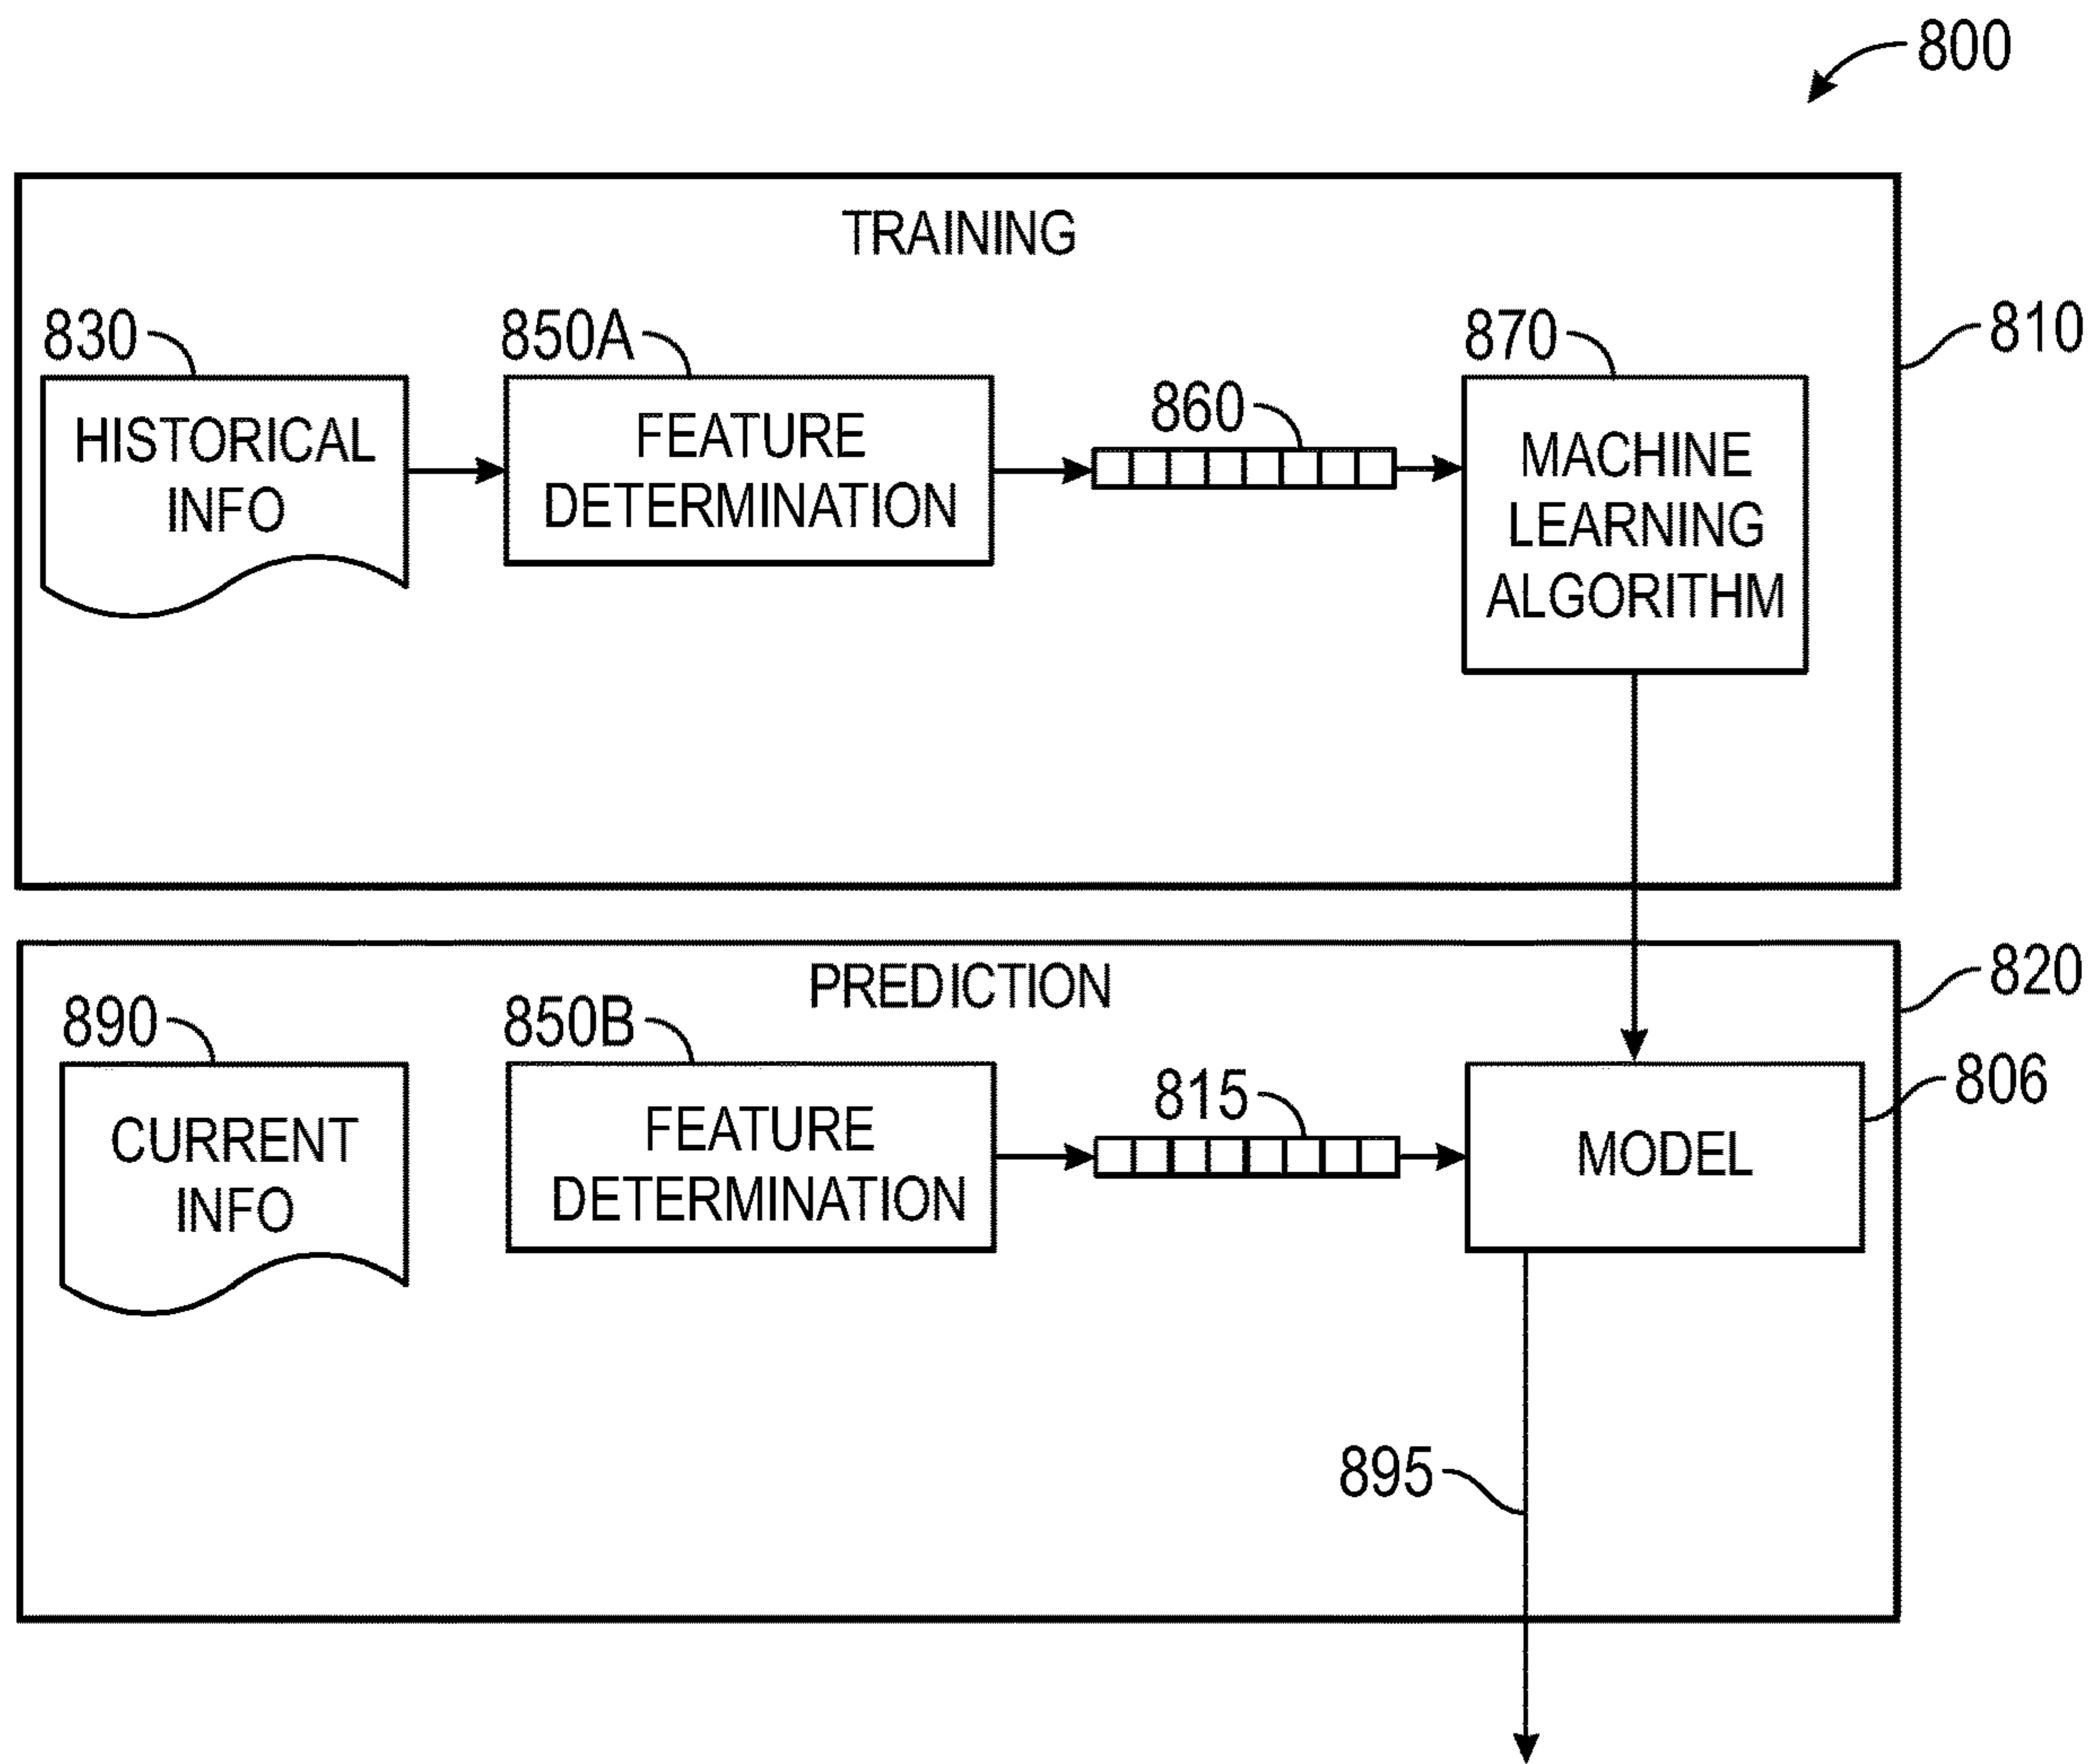 800
TRAINING
810
830
HISTORICAL
INFO
850A
FEATURE
DETERMINATION
860
870
MACHINE
LEARNING
ALGORITHM
PREDICTION
820
890
CURRENT
INFO
850B
FEATURE
DETERMINATION
815
806
MODEL
895